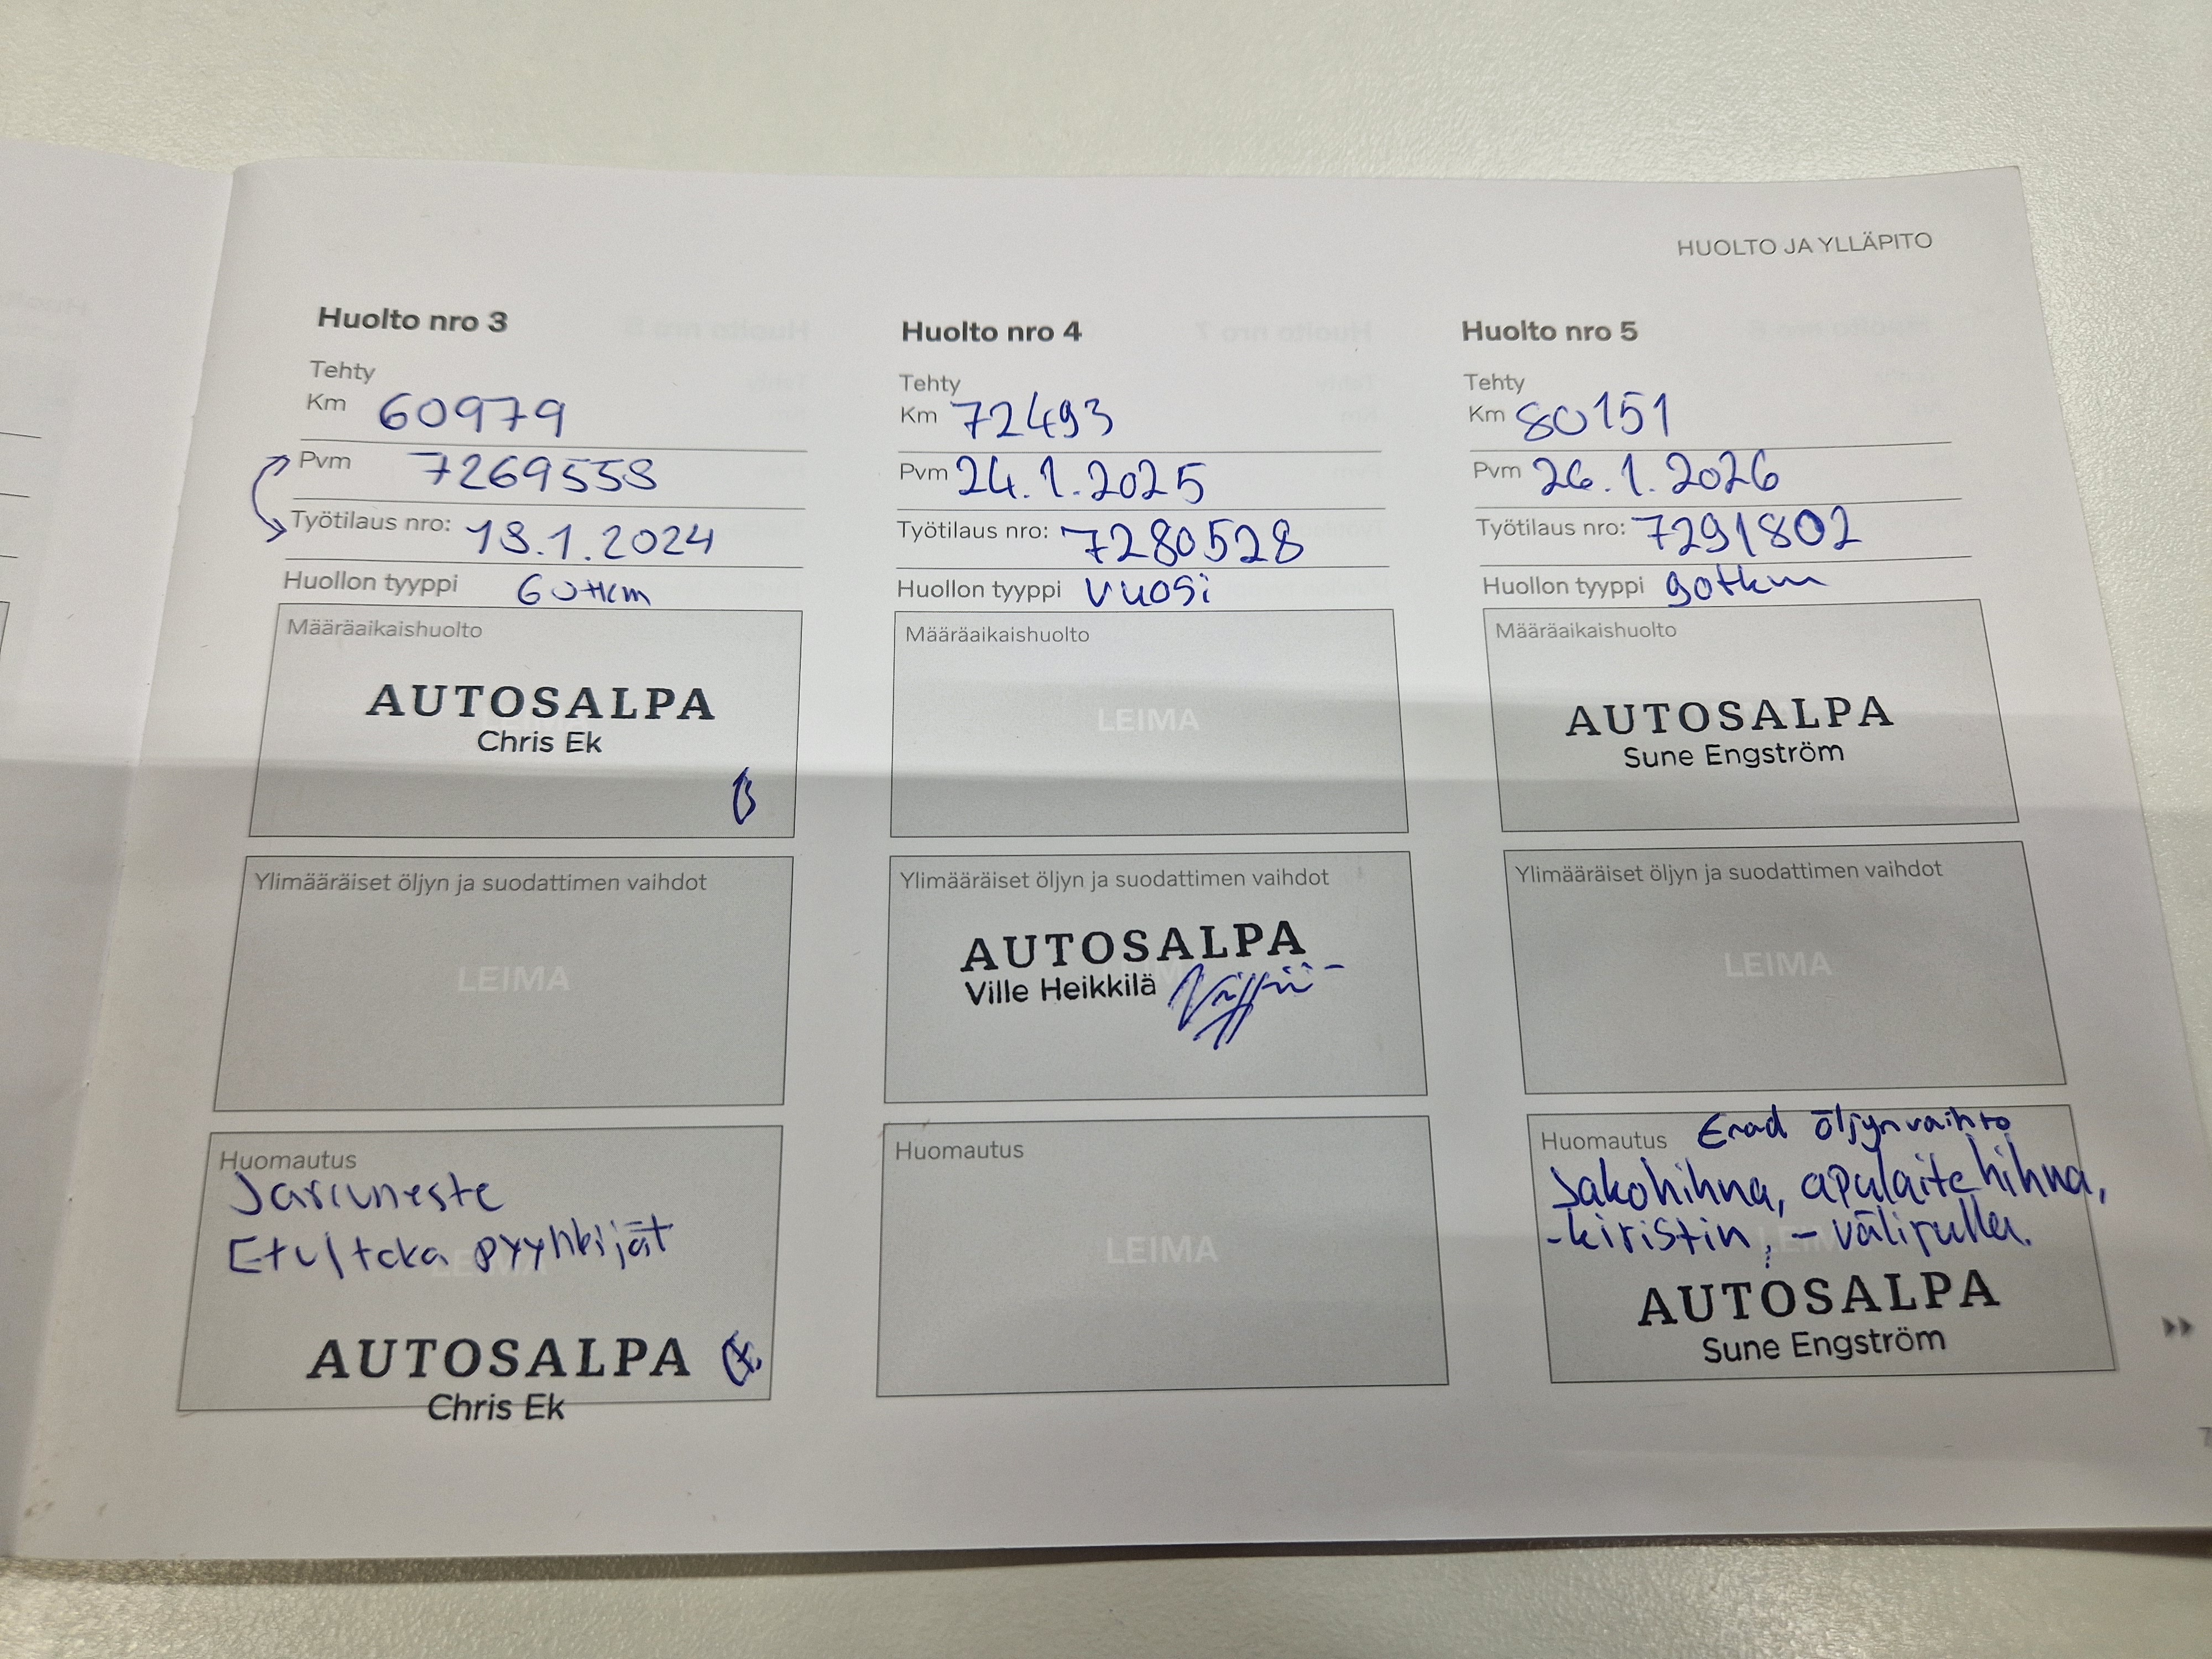 HUOLTO JA YLLÄPITO
Huolto nro 3
Tehty
Km 60979
Pvm 7269558
Työtilaus nro: 18.1.2024
Huollon tyyppi 60tkm
Määräaikaishuolto
AUTOSALPA
Chris Ek
Ylimääräiset öljyn ja suodattimen vaihdot
LEIMA
Huomautus
Jarruneste
Etu/taka pyyhkijät
AUTOSALPA
Chris Ek
Huolto nro 4
Tehty
Km 72493
Pvm 24.1.2025
Työtilaus nro: 7280528
Huollon tyyppi vuosi
Määräaikaishuolto
LEIMA
Ylimääräiset öljyn ja suodattimen vaihdot
AUTOSALPA
Ville Heikkilä
Huomautus
LEIMA
Huolto nro 5
Tehty
Km 80151
Pvm 26.1.2026
Työtilaus nro: 7291802
Huollon tyyppi 90tkm
Määräaikaishuolto
AUTOSALPA
Sune Engström
Ylimääräiset öljyn ja suodattimen vaihdot
LEIMA
Huomautus Erad öljynvaihto
Jakohihna, apulaitehihna,
-kiristin, -välirulla.
AUTOSALPA
Sune Engström